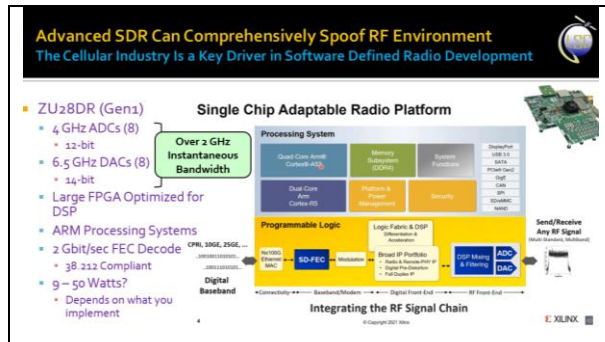 Advanced SDR Can Comprehensively Spoof RF Environment
The Cellular Industry Is a Key Driver in Software Defined Radio Development
ZU28DR (Gen1)
4 GHz ADCs (8)
12-bit
6.5 GHz DACs (8)
14-bit
Large FPGA Optimized for
DSP
ARM Processing Systems
2 Gbit/sec FEC Decode
38.212 Compliant
9 – 50 Watts?
Depends on what you
implement
Over 2 GHz
Instantaneous
Bandwidth
Single Chip Adaptable Radio Platform
Processing System
Quad-Core Arm®
Cortex®-A53
Memory
Subsystem
(DDR4)
System
Functions
Dual-Core
Arm
Cortex-R5
Platform &
Power
Management
Security
DisplayPort
USB 3.0
SATA
PCIe® Gen2
GigE
CAN
SPI
SD/eMMC
NAND
Programmable Logic
Logic Fabric & DSP
Differentiation &
Acceleration
CPRI, 10GE, 25GE, ...
Digital
Baseband
Nx100G
Ethernet
MAC
SD-FEC
Modulation
Broad IP Portfolio
Radio & Remote-PHY IP
Digital Pre-Distortion
Full Duplex IP
DSP Mixing
& Filtering
ADC
DAC
Send/Receive
Any RF Signal
(Multi-Standard, Multiband)
Connectivity
Baseband/Modem
Digital Front-End
RF Front-End
Integrating the RF Signal Chain
4
© Copyright 2021 Xilinx
XILINX